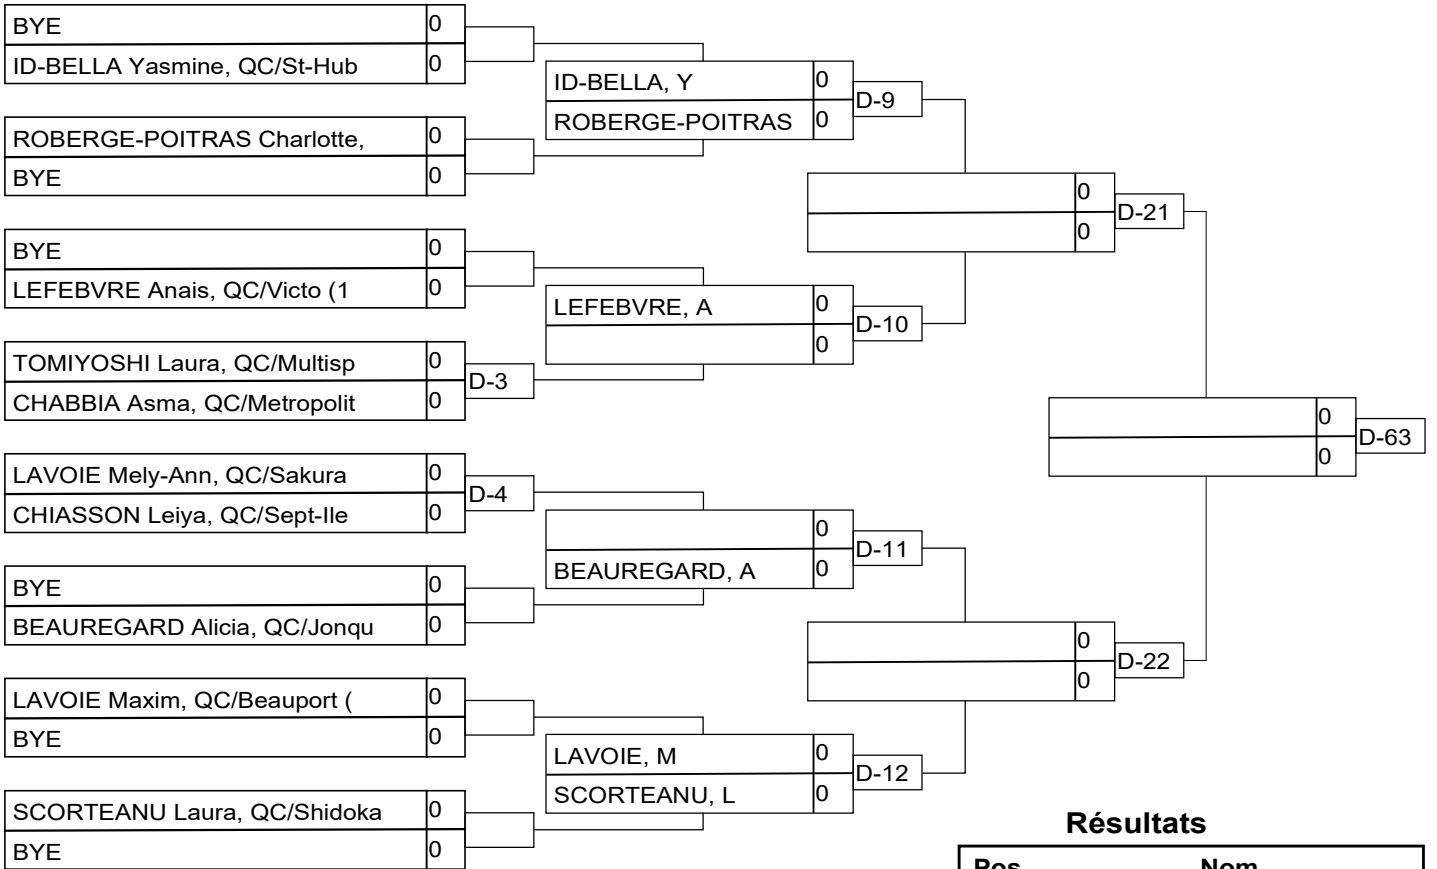 BYE 0
ID-BELLA Yasmine, QC/St-Hub 0
ROBERGE-POITRAS Charlotte, 0
BYE 0
BYE 0
LEFEBVRE Anais, QC/Victo (1 0
TOMIYOSHI Laura, QC/Multisp 0
D-3
CHABBIA Asma, QC/Metropolit 0
LAVOIE Mely-Ann, QC/Sakura 0
D-4
CHIASSON Leiya, QC/Sept-Ile 0
BYE 0
BEAUREGARD Alicia, QC/Jonqu 0
LAVOIE Maxim, QC/Beauport ( 0
BYE 0
SCORTEANU Laura, QC/Shidoka 0
BYE 0
ID-BELLA, Y 0
D-9
ROBERGE-POITRAS 0
LEFEBVRE, A 0
D-10
0
0
D-11
BEAUREGARD, A 0
LAVOIE, M 0
D-12
SCORTEANU, L 0
0
D-21
0
0
D-22
0
0
D-63
0
Résultats
Pos Nom